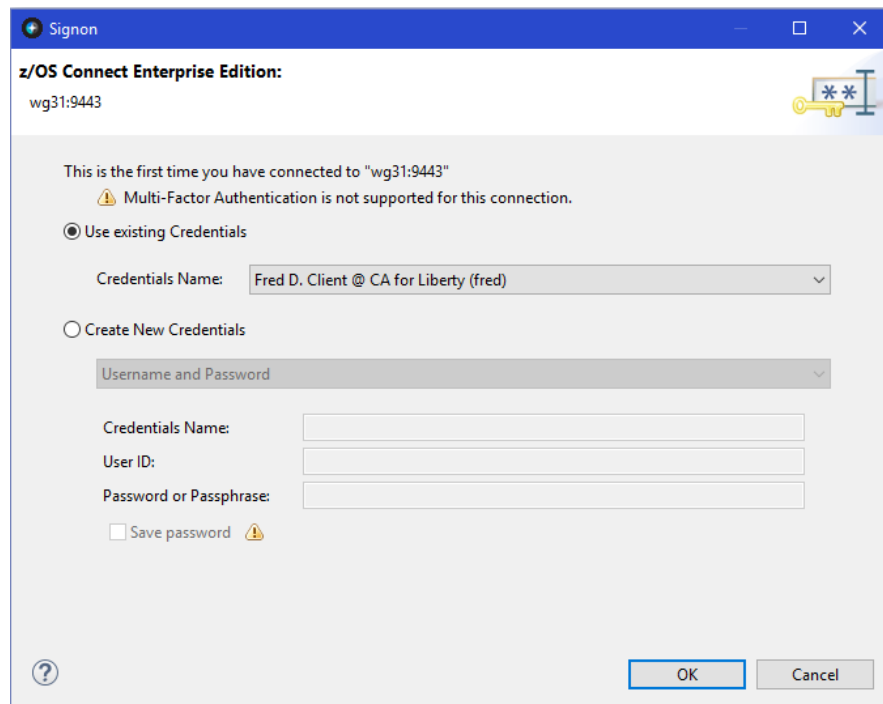 Signon
z/OS Connect Enterprise Edition:
wg31:9443
This is the first time you have connected to "wg31:9443"
Multi-Factor Authentication is not supported for this connection.
Use existing Credentials
Credentials Name: Fred D. Client @ CA for Liberty (fred)
Create New Credentials
Username and Password
Credentials Name:
User ID:
Password or Passphrase:
Save password
OK Cancel